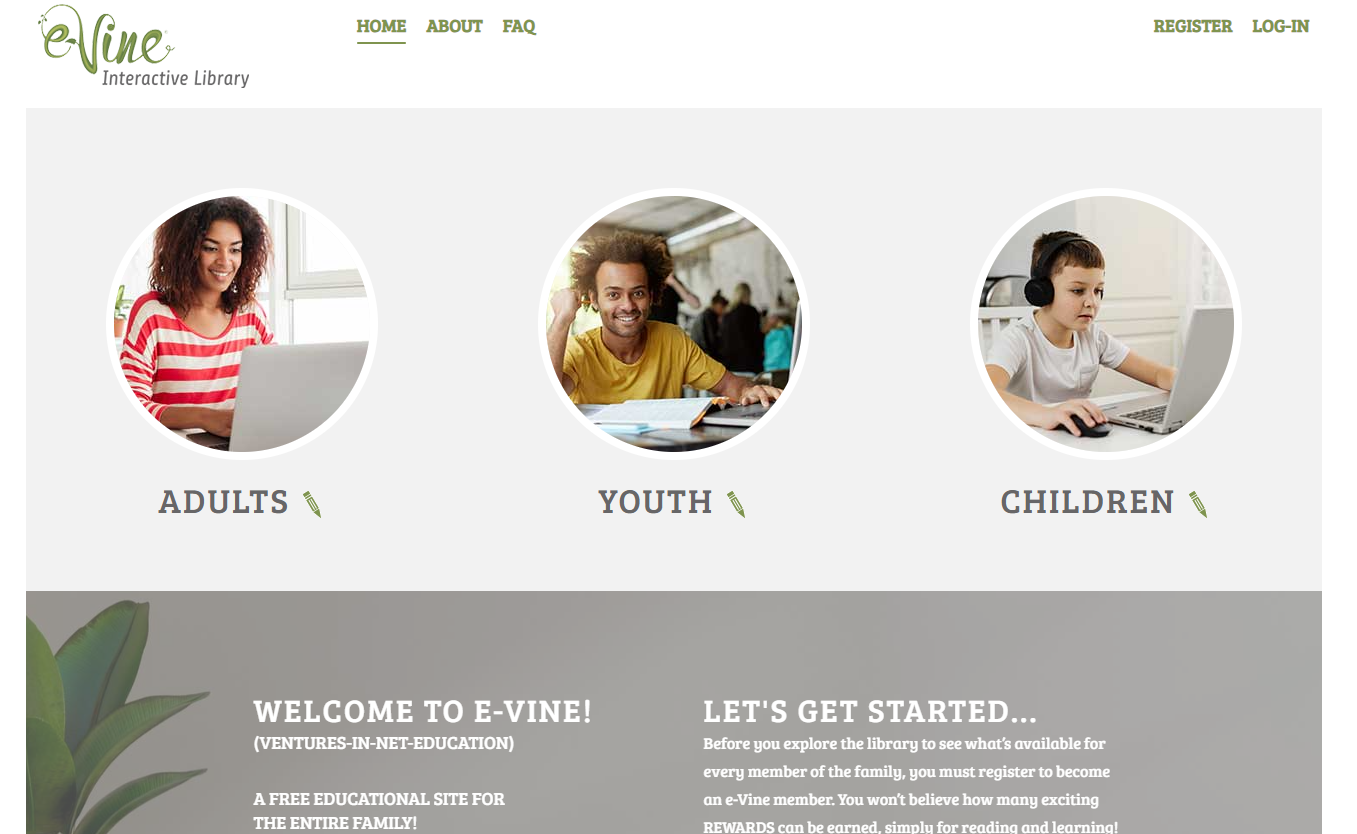 e-Vine
Interactive Library
HOME ABOUT FAQ
REGISTER LOG-IN
ADULTS
YOUTH
CHILDREN
WELCOME TO E-VINE!
(VENTURES-IN-NET-EDUCATION)
A FREE EDUCATIONAL SITE FOR
THE ENTIRE FAMILY!
LET'S GET STARTED...
Before you explore the library to see what’s available for
every member of the family, you must register to become
an e-Vine member. You won’t believe how many exciting
REWARDS can be earned, simply for reading and learning!